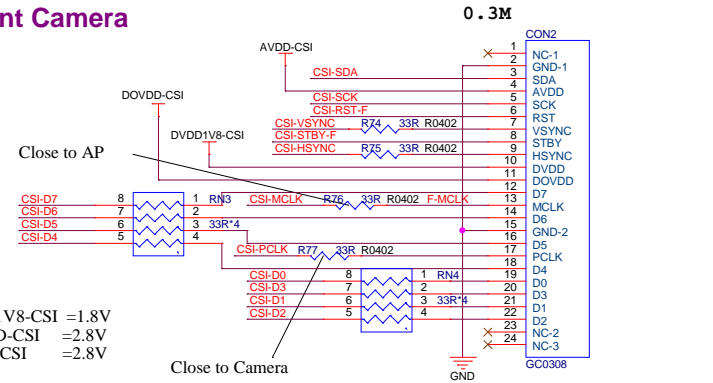 nt Camera
0.3M
CON2
AVDD-CSI
DOVDD-CSI
DVDD1V8-CSI
Close to AP
CSI-SDA
CSI-SCK
CSI-RST-F
CSI-VSYNC R74 33R R0402
CSI-STBY-F
CSI-HSYNC R75 33R R0402
CSI-MCLK R76 33R R0402 F-MCLK
CSI-PCLK R77 33R R0402
CSI-D7 8 1 RN3
CSI-D6 7 2
CSI-D5 6 3 33R*4
CSI-D4 5 4
CSI-D0 8 1 RN4
CSI-D3 7 2
CSI-D1 6 3 33R*4
CSI-D2 5 4
1 NC-1
2 GND-1
3 SDA
4 AVDD
5 SCK
6 RST
7 VSYNC
8 STBY
9 HSYNC
10 DVDD
11 DOVDD
12 D7
13 MCLK
14 D6
15 GND-2
16 D5
17 PCLK
18 D4
19 D0
20 D3
21 D1
22 D2
23 NC-2
24 NC-3
GC0308
GND
V8-CSI =1.8V
D-CSI =2.8V
CSI =2.8V
Close to Camera